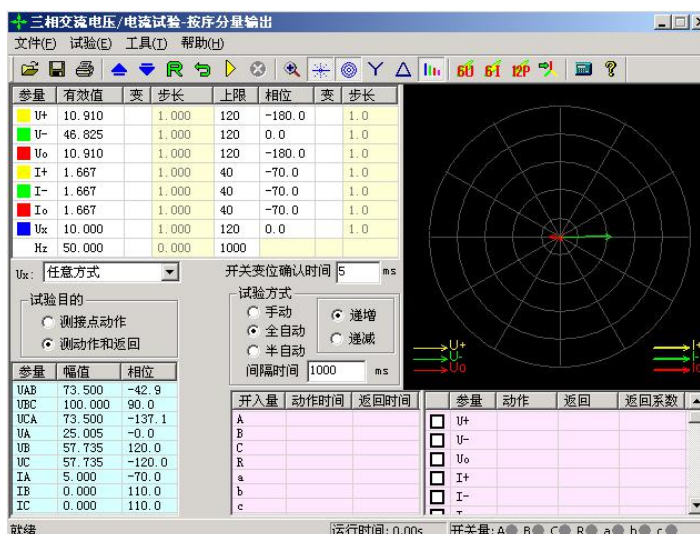 三相交流电压/电流试验-按序分量输出
文件(F) 试验(E) 工具(I) 帮助(H)
R 6U 6I 12P
参量 有效值 变 步长 上限 相位 变 步长
U+ 10.910 1.000 120 -180.0 1.0
U- 46.825 1.000 120 0.0 1.0
Uo 10.910 1.000 120 -180.0 1.0
I+ 1.667 1.000 40 -70.0 1.0
I- 1.667 1.000 40 -70.0 1.0
Io 1.667 1.000 40 -70.0 1.0
Ux 10.000 1.000 120 0.0 1.0
Hz 50.000 0.000 1000
Ux: 任意方式 开关变位确认时间 5 ms
试验目的
测接点动作
测动作和返回
试验方式
手动
全自动
半自动
递增
递减
间隔时间 1000 ms
U+
U-
Uo
I+
I-
参量 幅值 相位
UAB 73.500 -42.9
UBC 100.000 90.0
UCA 73.500 -137.1
UA 25.005 -0.0
UB 57.735 120.0
UC 57.735 -120.0
IA 5.000 -70.0
IB 0.000 110.0
IC 0.000 110.0
开入量 动作时间 返回时间
A
B
C
R
a
b
c
参量 动作 返回 返回系数
U+
U-
Uo
I+
I-
就绪 运行时间: 0.00s 开关量: A B C R a b c